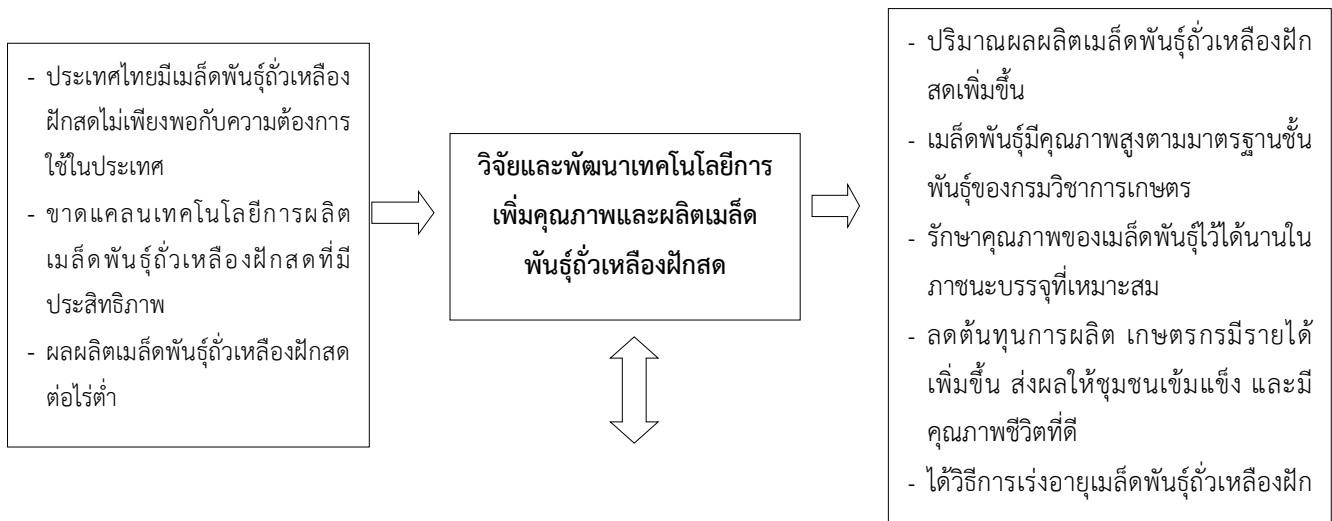 - ประเทศไทยมีเมล็ดพันธุ์ถั่วเหลือง
ฝักสดไม่เพียงพอกับความต้องการ
ใช้ในประเทศ
- ขาดแคลนเทคโนโลยีการผลิต
เมล็ดพันธุ์ถั่วเหลืองฝักสดที่มี
ประสิทธิภาพ
- ผลผลิตเมล็ดพันธุ์ถั่วเหลืองฝักสด
ต่อไร่ต่ำ
วิจัยและพัฒนาเทคโนโลยีการ
เพิ่มคุณภาพและผลิตเมล็ด
พันธุ์ถั่วเหลืองฝักสด
- ปริมาณผลผลิตเมล็ดพันธุ์ถั่วเหลืองฝัก
สดเพิ่มขึ้น
- เมล็ดพันธุ์มีคุณภาพสูงตามมาตรฐานชั้น
พันธุ์ของกรมวิชาการเกษตร
- รักษาคุณภาพของเมล็ดพันธุ์ไว้ได้นานใน
ภาชนะบรรจุที่เหมาะสม
- ลดต้นทุนการผลิต เกษตรกรมีรายได้
เพิ่มขึ้น ส่งผลให้ชุมชนเข้มแข็ง และมี
คุณภาพชีวิตที่ดี
- ได้วิธีการเร่งอายุเมล็ดพันธุ์ถั่วเหลืองฝัก